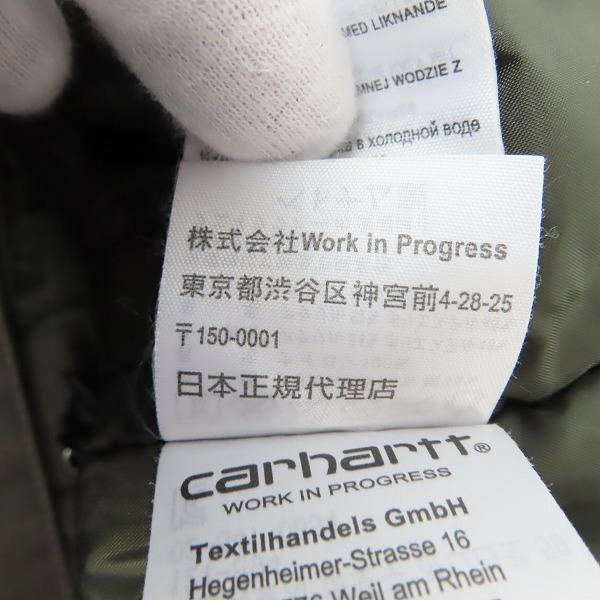 MED LIKNANDE
MNEJ WODZIE Z
В ХОЛОДНОЙ ВОДЕ
株式会社Work in Progress
東京都渋谷区神宮前4-28-25
〒150-0001
日本正規代理店
carhartt®
WORK IN PROGRESS
Textilhandels GmbH
Hegenheimer-Strasse 16
Weil am Rhein